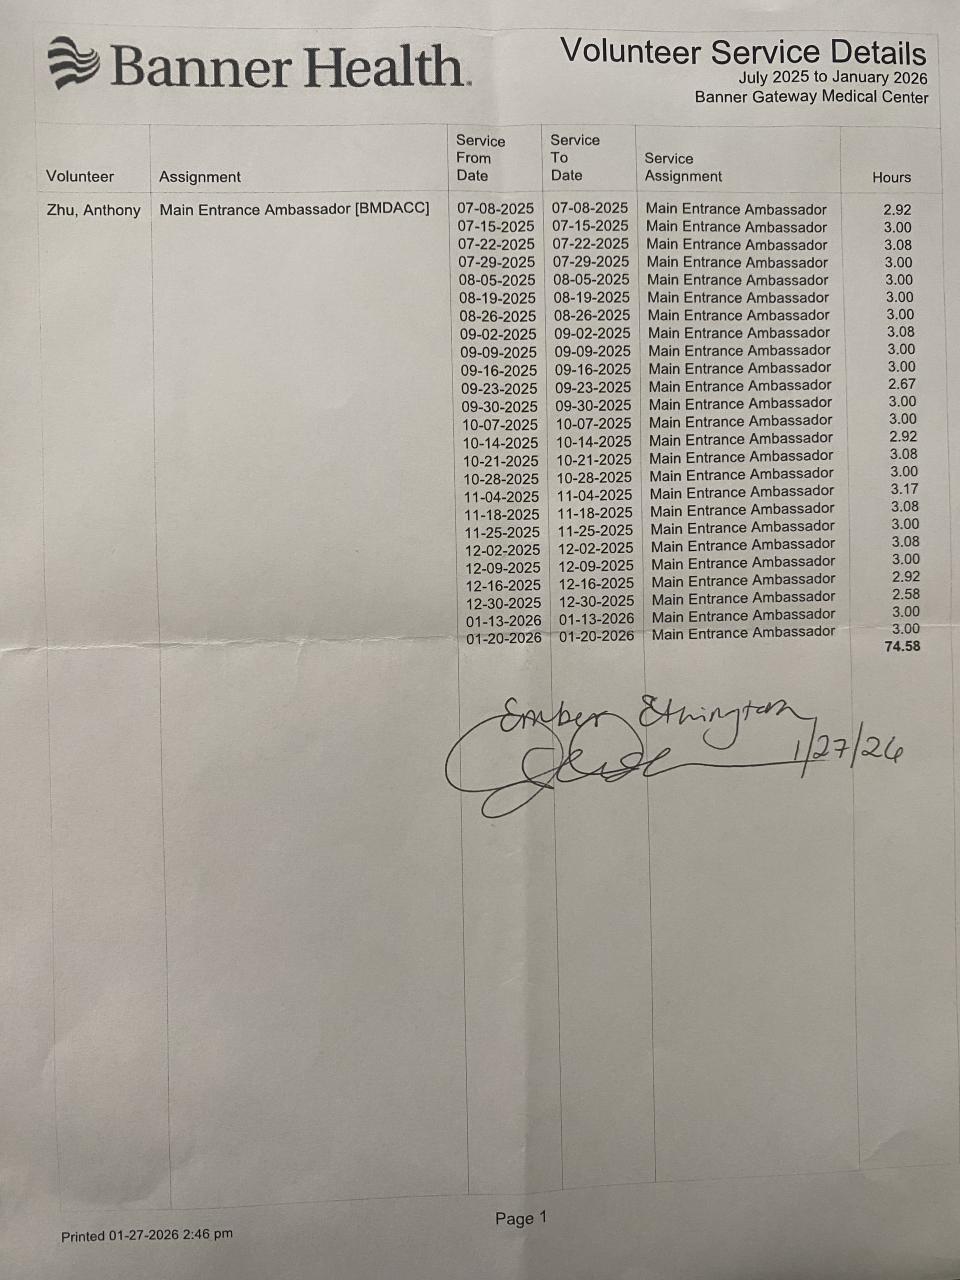 Banner Health.
Volunteer Service Details
July 2025 to January 2026
Banner Gateway Medical Center
Volunteer Assignment Service From Date Service To Date Service Assignment Hours
Zhu, Anthony Main Entrance Ambassador [BMDACC] 07-08-2025 07-08-2025 Main Entrance Ambassador 2.92
07-15-2025 07-15-2025 Main Entrance Ambassador 3.00
07-22-2025 07-22-2025 Main Entrance Ambassador 3.08
07-29-2025 07-29-2025 Main Entrance Ambassador 3.00
08-05-2025 08-05-2025 Main Entrance Ambassador 3.00
08-19-2025 08-19-2025 Main Entrance Ambassador 3.00
08-26-2025 08-26-2025 Main Entrance Ambassador 3.00
09-02-2025 09-02-2025 Main Entrance Ambassador 3.08
09-09-2025 09-09-2025 Main Entrance Ambassador 3.00
09-16-2025 09-16-2025 Main Entrance Ambassador 3.00
09-23-2025 09-23-2025 Main Entrance Ambassador 2.67
09-30-2025 09-30-2025 Main Entrance Ambassador 3.00
10-07-2025 10-07-2025 Main Entrance Ambassador 3.00
10-14-2025 10-14-2025 Main Entrance Ambassador 2.92
10-21-2025 10-21-2025 Main Entrance Ambassador 3.08
10-28-2025 10-28-2025 Main Entrance Ambassador 3.00
11-04-2025 11-04-2025 Main Entrance Ambassador 3.17
11-18-2025 11-18-2025 Main Entrance Ambassador 3.08
11-25-2025 11-25-2025 Main Entrance Ambassador 3.00
12-02-2025 12-02-2025 Main Entrance Ambassador 3.08
12-09-2025 12-09-2025 Main Entrance Ambassador 3.00
12-16-2025 12-16-2025 Main Entrance Ambassador 2.92
12-30-2025 12-30-2025 Main Entrance Ambassador 2.58
01-13-2026 01-13-2026 Main Entrance Ambassador 3.00
01-20-2026 01-20-2026 Main Entrance Ambassador 3.00
74.58
Ember Ethington
1/27/26
Page 1
Printed 01-27-2026 2:46 pm